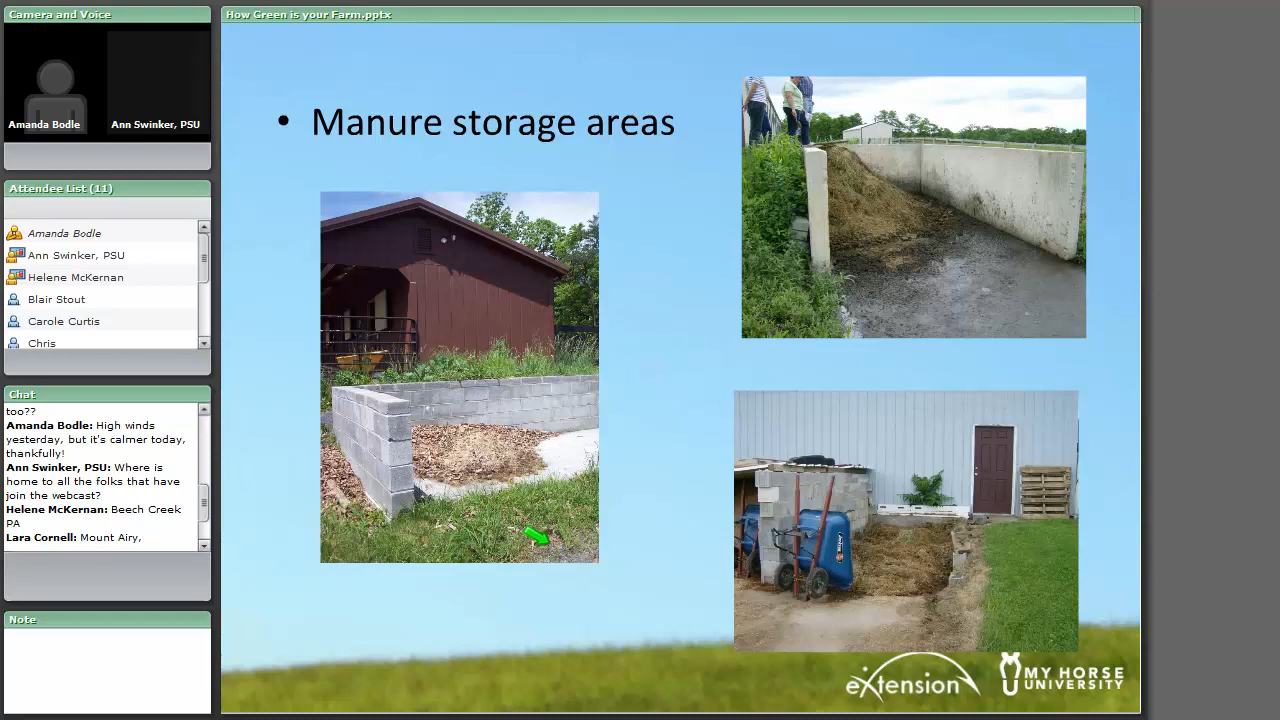 Camera and Voice
Amanda Bodle
Ann Swinker, PSU
Attendee List (11)
Amanda Bodle
Ann Swinker, PSU
Helene McKernan
Blair Stout
Carole Curtis
Chris
Chat
too??
Amanda Bodle: High winds
yesterday, but it's calmer today,
thankfully!
Ann Swinker, PSU: Where is
home to all the folks that have
join the webcast?
Helene McKernan: Beech Creek
PA
Lara Cornell: Mount Airy,
Note
How Green is your Farm.pptx
• Manure storage areas
eXtension
MY HORSE
UNIVERSITY